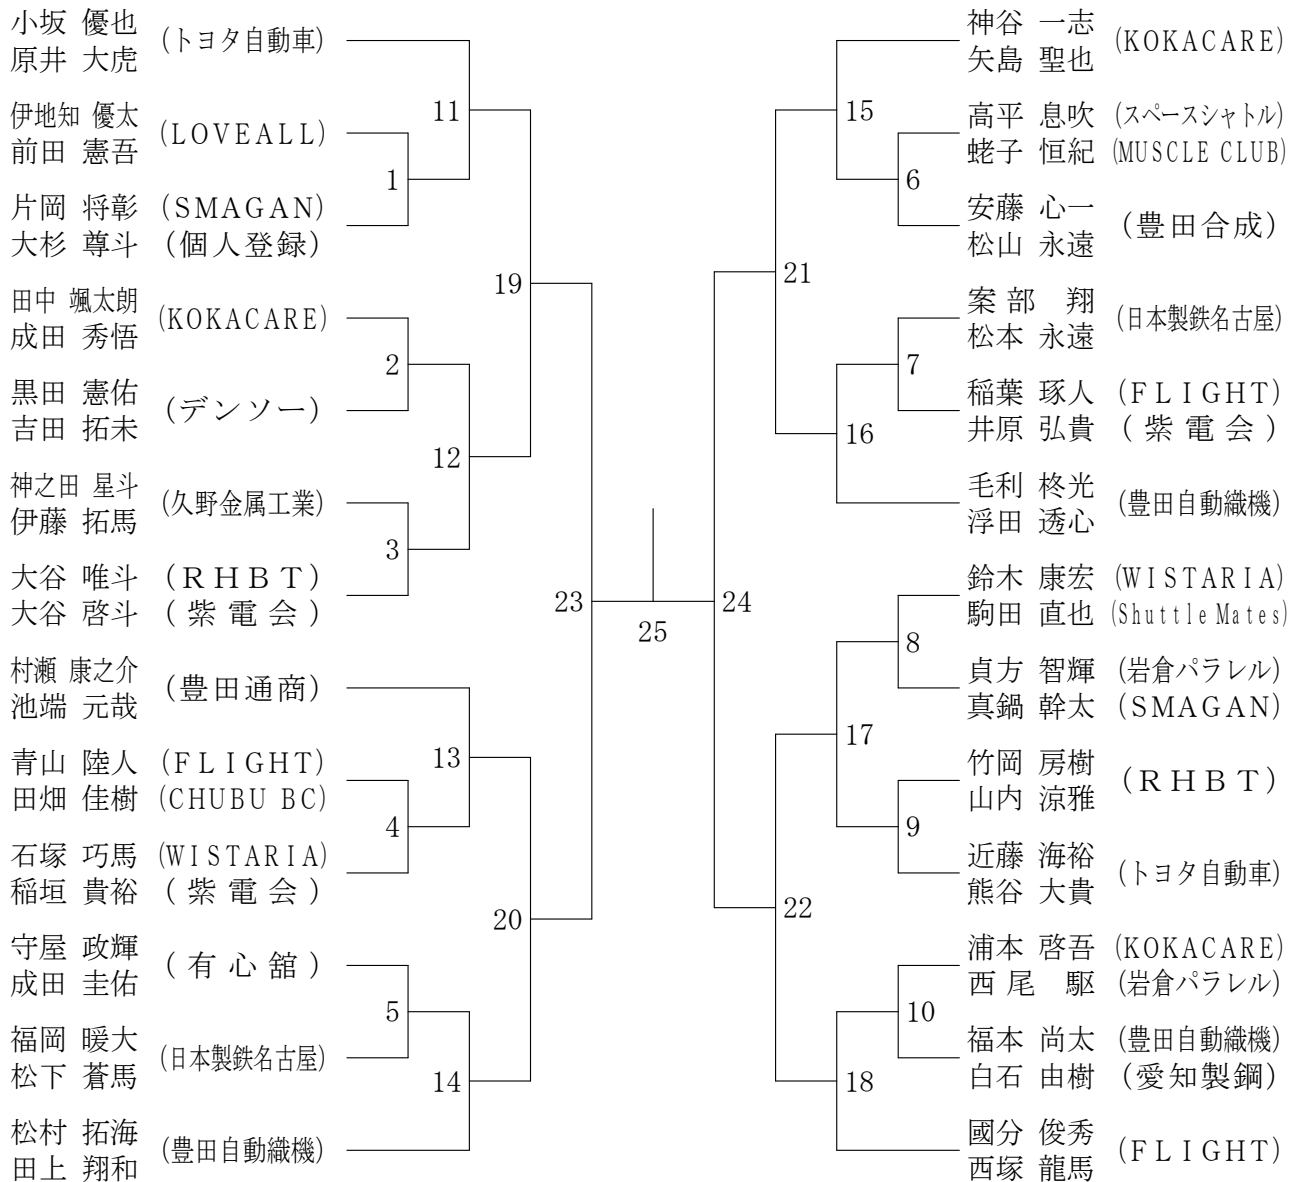 小坂 優也 (トヨタ自動車)
原井 大虎
11
伊地知 優太 (LOVEALL)
前田 憲吾
1
片岡 将彰 (SMAGAN)
大杉 尊斗 (個人登録)
19
田中 颯太朗 (KOKACARE)
成田 秀悟
2
黒田 憲佑 (デンソー)
吉田 拓未
12
神之田 星斗 (久野金属工業)
伊藤 拓馬
3
大谷 唯斗 (RHBT)
大谷 啓斗 (紫電会)
23
村瀬 康之介 (豊田通商)
池端 元哉
13
青山 陸人 (FLIGHT)
田畑 佳樹 (CHUBU BC)
4
石塚 巧馬 (WISTARIA)
稲垣 貴裕 (紫電会)
20
守屋 政輝 (有心舘)
成田 圭佑
5
福岡 暖大 (日本製鉄名古屋)
松下 蒼馬
14
松村 拓海 (豊田自動織機)
田上 翔和
25
神谷 一志 (KOKACARE)
矢島 聖也
15
高平 息吹 (スペースシャトル)
蛯子 恒紀 (MUSCLE CLUB)
6
安藤 心一 (豊田合成)
松山 永遠
21
案部 翔 (日本製鉄名古屋)
松本 永遠
7
稲葉 琢人 (FLIGHT)
井原 弘貴 (紫電会)
16
毛利 柊光 (豊田自動織機)
浮田 透心
24
鈴木 康宏 (WISTARIA)
駒田 直也 (Shuttle Mates)
8
貞方 智輝 (岩倉パラレル)
真鍋 幹太 (SMAGAN)
17
竹岡 房樹 (RHBT)
山内 涼雅
9
近藤 海裕 (トヨタ自動車)
熊谷 大貴
22
浦本 啓吾 (KOKACARE)
西尾 駆 (岩倉パラレル)
10
福本 尚太 (豊田自動織機)
白石 由樹 (愛知製鋼)
18
國分 俊秀 (FLIGHT)
西塚 龍馬